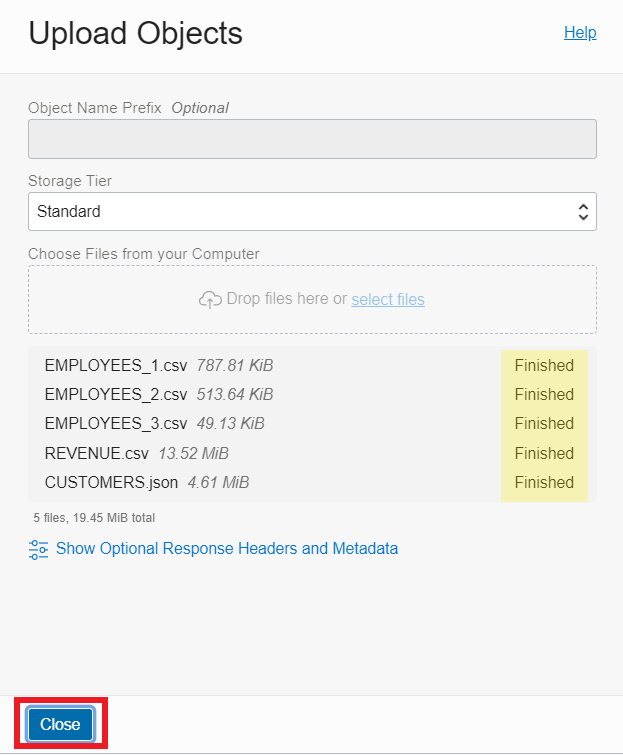 Upload Objects
Help
Object Name Prefix Optional
Storage Tier
Standard
Choose Files from your Computer
Drop files here or select files
EMPLOYEES_1.csv 787.81 KiB Finished
EMPLOYEES_2.csv 513.64 KiB Finished
EMPLOYEES_3.csv 49.13 KiB Finished
REVENUE.csv 13.52 MiB Finished
CUSTOMERS.json 4.61 MiB Finished
5 files, 19.45 MiB total
Show Optional Response Headers and Metadata
Close